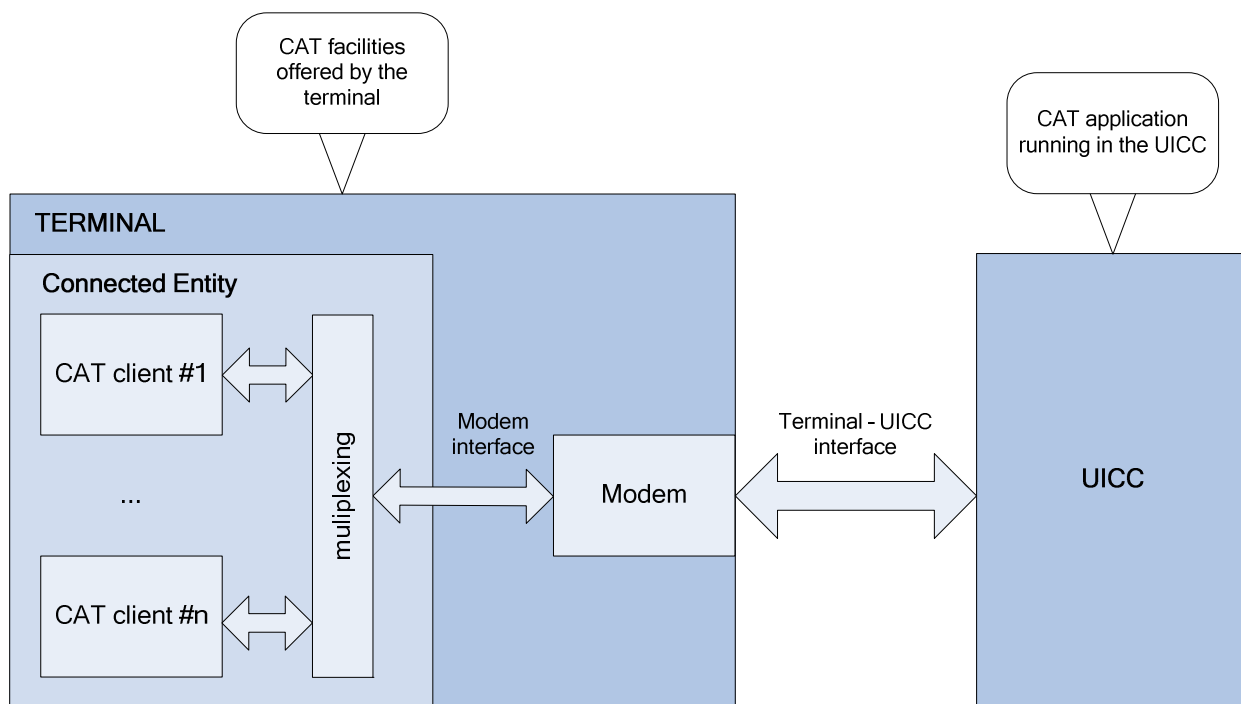 CAT facilities
offered by the
terminal
CAT application
running in the UICC
TERMINAL
Connected Entity
CAT client #1
...
CAT client #n
muliplexing
Modem
interface
Modem
Terminal - UICC
interface
UICC